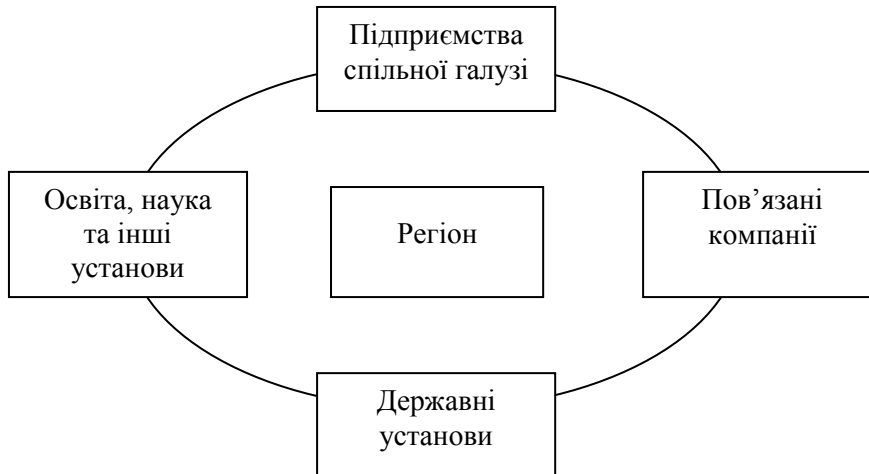 Підприємства
спільної галузі
Освіта, наука
та інші
установи
Регіон
Пов’язані
компанії
Державні
установи